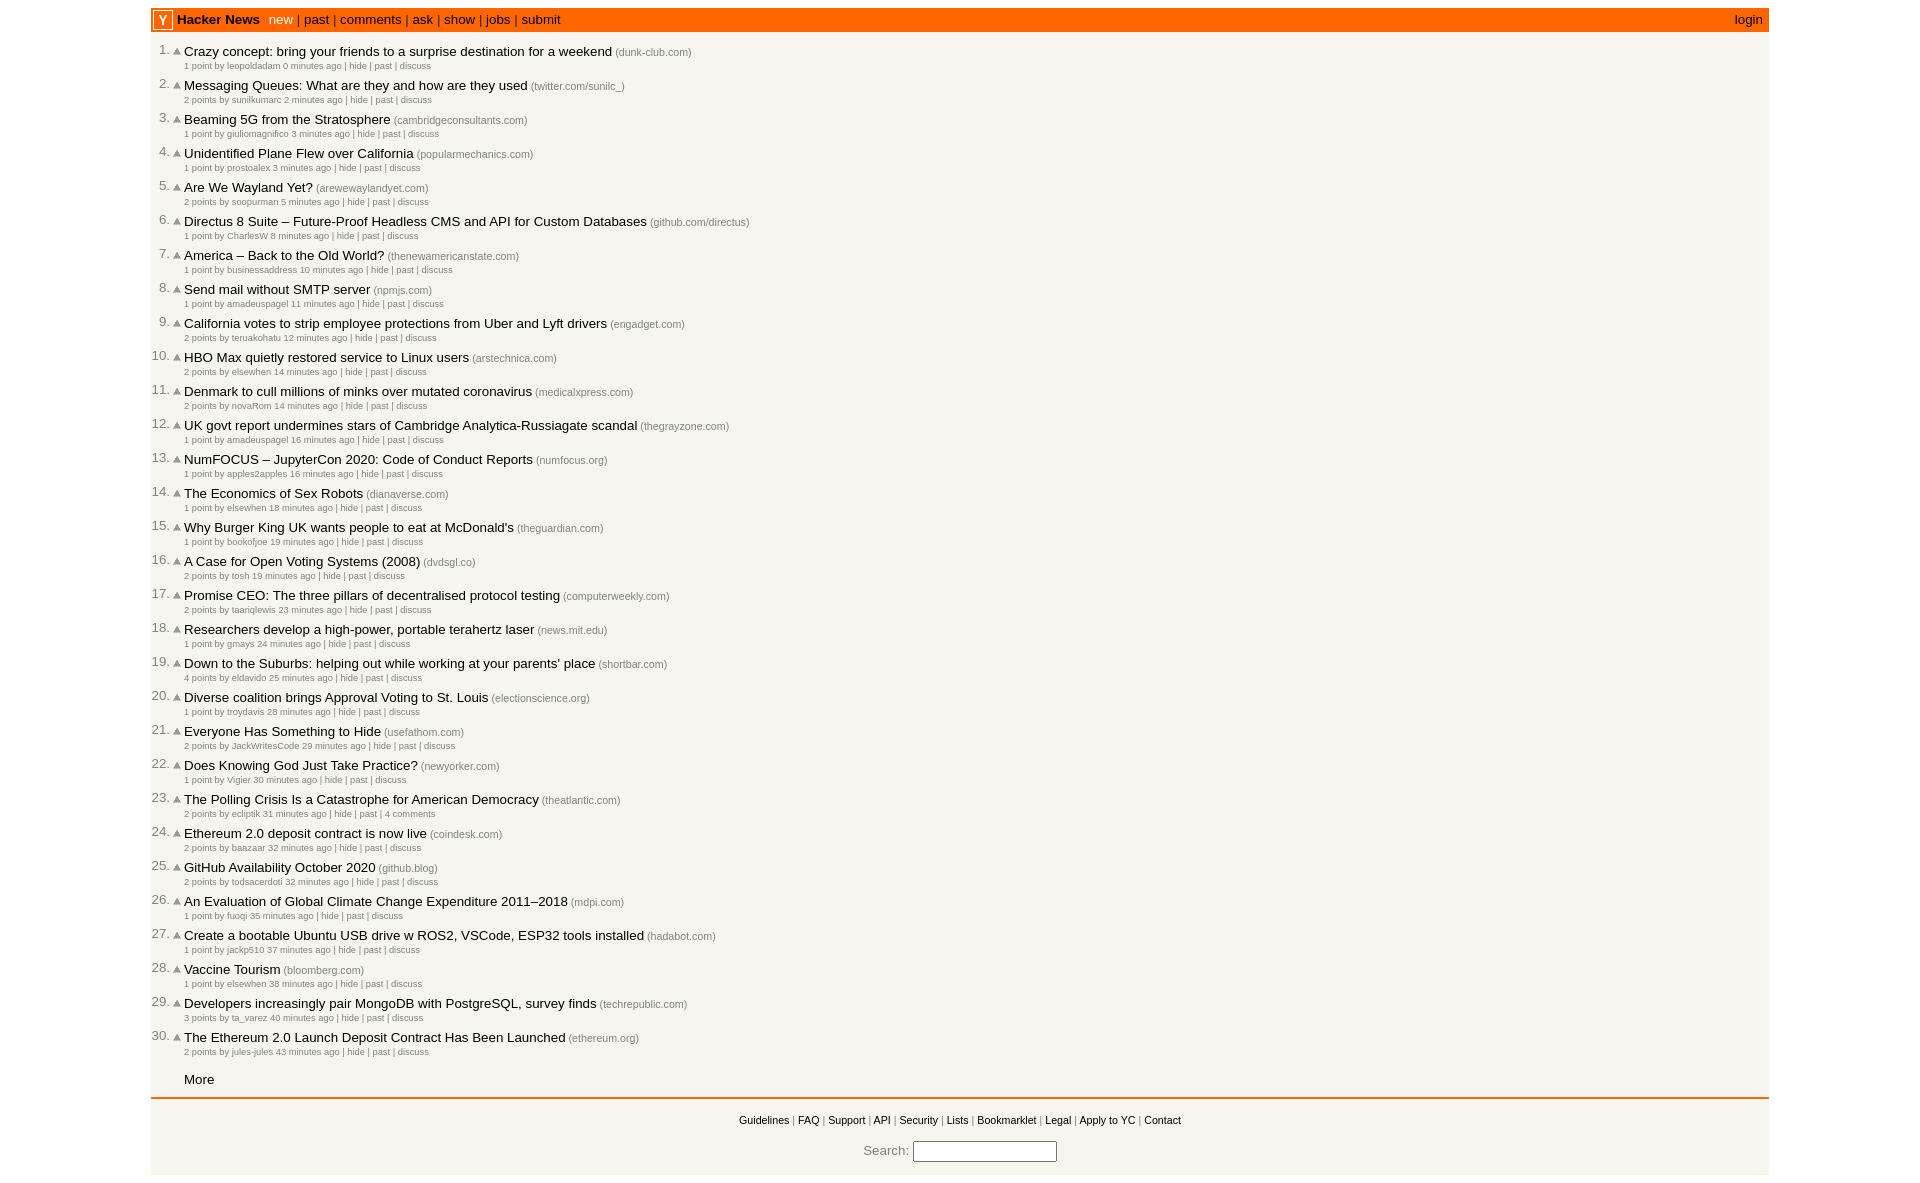 Y Hacker News new | past | comments | ask | show | jobs | submit login
1. Crazy concept: bring your friends to a surprise destination for a weekend (dunk-club.com)
1 point by leopoldadam 0 minutes ago | hide | past | discuss
2. Messaging Queues: What are they and how are they used (twitter.com/sunilc_)
2 points by sunilkumarc 2 minutes ago | hide | past | discuss
3. Beaming 5G from the Stratosphere (cambridgeconsultants.com)
1 point by giuliomagnifico 3 minutes ago | hide | past | discuss
4. Unidentified Plane Flew over California (popularmechanics.com)
1 point by prostoalex 3 minutes ago | hide | past | discuss
5. Are We Wayland Yet? (arewewaylandyet.com)
2 points by soopurman 5 minutes ago | hide | past | discuss
6. Directus 8 Suite – Future-Proof Headless CMS and API for Custom Databases (github.com/directus)
1 point by CharlesW 8 minutes ago | hide | past | discuss
7. America – Back to the Old World? (thenewamericanstate.com)
1 point by businessaddress 10 minutes ago | hide | past | discuss
8. Send mail without SMTP server (npmjs.com)
1 point by amadeuspagel 11 minutes ago | hide | past | discuss
9. California votes to strip employee protections from Uber and Lyft drivers (engadget.com)
2 points by teruakohatu 12 minutes ago | hide | past | discuss
10. HBO Max quietly restored service to Linux users (arstechnica.com)
2 points by elsewhen 14 minutes ago | hide | past | discuss
11. Denmark to cull millions of minks over mutated coronavirus (medicalxpress.com)
2 points by novaRom 14 minutes ago | hide | past | discuss
12. UK govt report undermines stars of Cambridge Analytica-Russiagate scandal (thegrayzone.com)
1 point by amadeuspagel 16 minutes ago | hide | past | discuss
13. NumFOCUS – JupyterCon 2020: Code of Conduct Reports (numfocus.org)
1 point by apples2apples 16 minutes ago | hide | past | discuss
14. The Economics of Sex Robots (dianaverse.com)
1 point by elsewhen 18 minutes ago | hide | past | discuss
15. Why Burger King UK wants people to eat at McDonald's (theguardian.com)
1 point by bookofjoe 19 minutes ago | hide | past | discuss
16. A Case for Open Voting Systems (2008) (dvdsgl.co)
2 points by tosh 19 minutes ago | hide | past | discuss
17. Promise CEO: The three pillars of decentralised protocol testing (computerweekly.com)
2 points by taariqlewis 23 minutes ago | hide | past | discuss
18. Researchers develop a high-power, portable terahertz laser (news.mit.edu)
1 point by gmays 24 minutes ago | hide | past | discuss
19. Down to the Suburbs: helping out while working at your parents' place (shortbar.com)
4 points by eldavido 25 minutes ago | hide | past | discuss
20. Diverse coalition brings Approval Voting to St. Louis (electionscience.org)
1 point by troydavis 28 minutes ago | hide | past | discuss
21. Everyone Has Something to Hide (usefathom.com)
2 points by JackWritesCode 29 minutes ago | hide | past | discuss
22. Does Knowing God Just Take Practice? (newyorker.com)
1 point by Vigier 30 minutes ago | hide | past | discuss
23. The Polling Crisis Is a Catastrophe for American Democracy (theatlantic.com)
2 points by ecliptik 31 minutes ago | hide | past | 4 comments
24. Ethereum 2.0 deposit contract is now live (coindesk.com)
2 points by baazaar 32 minutes ago | hide | past | discuss
25. GitHub Availability October 2020 (github.blog)
2 points by todsacerdoti 32 minutes ago | hide | past | discuss
26. An Evaluation of Global Climate Change Expenditure 2011–2018 (mdpi.com)
1 point by fuoqi 35 minutes ago | hide | past | discuss
27. Create a bootable Ubuntu USB drive w ROS2, VSCode, ESP32 tools installed (hadabot.com)
1 point by jackp510 37 minutes ago | hide | past | discuss
28. Vaccine Tourism (bloomberg.com)
1 point by elsewhen 38 minutes ago | hide | past | discuss
29. Developers increasingly pair MongoDB with PostgreSQL, survey finds (techrepublic.com)
3 points by ta_varez 40 minutes ago | hide | past | discuss
30. The Ethereum 2.0 Launch Deposit Contract Has Been Launched (ethereum.org)
2 points by jules-jules 43 minutes ago | hide | past | discuss
More
Guidelines | FAQ | Support | API | Security | Lists | Bookmarklet | Legal | Apply to YC | Contact
Search: